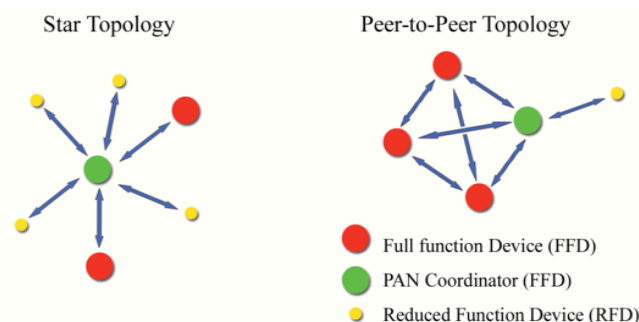 Star Topology
Peer-to-Peer Topology
Full function Device (FFD)
PAN Coordinator (FFD)
Reduced Function Device (RFD)